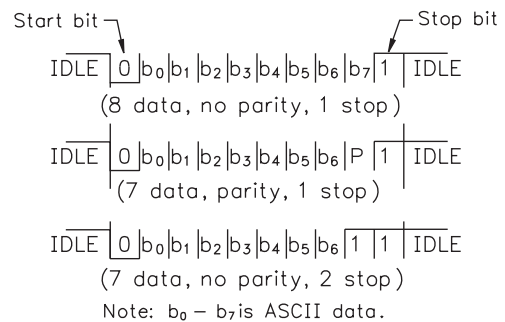 Start bit Stop bit
IDLE 0 b₀ b₁ b₂ b₃ b₄ b₅ b₆ b₇ 1 IDLE
(8 data, no parity, 1 stop)
IDLE 0 b₀ b₁ b₂ b₃ b₄ b₅ b₆ P 1 IDLE
(7 data, parity, 1 stop)
IDLE 0 b₀ b₁ b₂ b₃ b₄ b₅ b₆ 1 1 IDLE
(7 data, no parity, 2 stop)
Note: b₀ – b₇ is ASCII data.